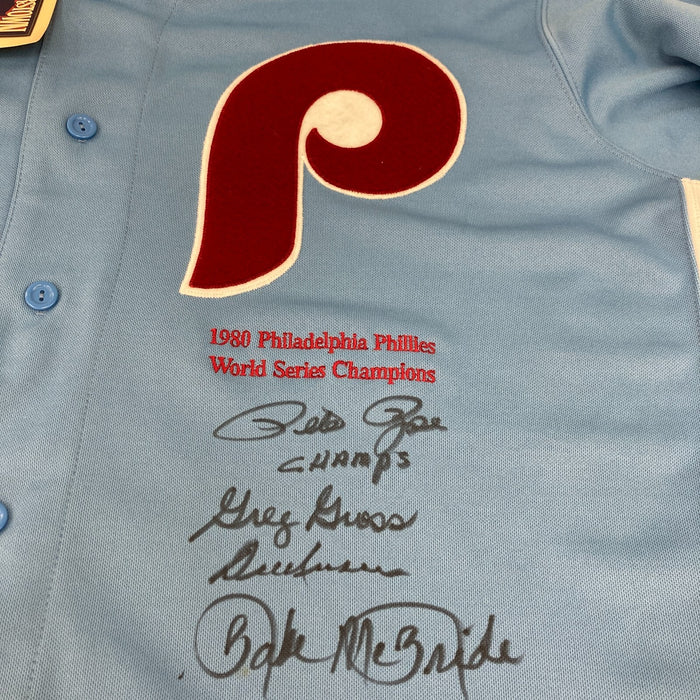 P
1980 Philadelphia Phillies
World Series Champions
Pete Rose
CHAMPS
Greg Gross
Bake McBride